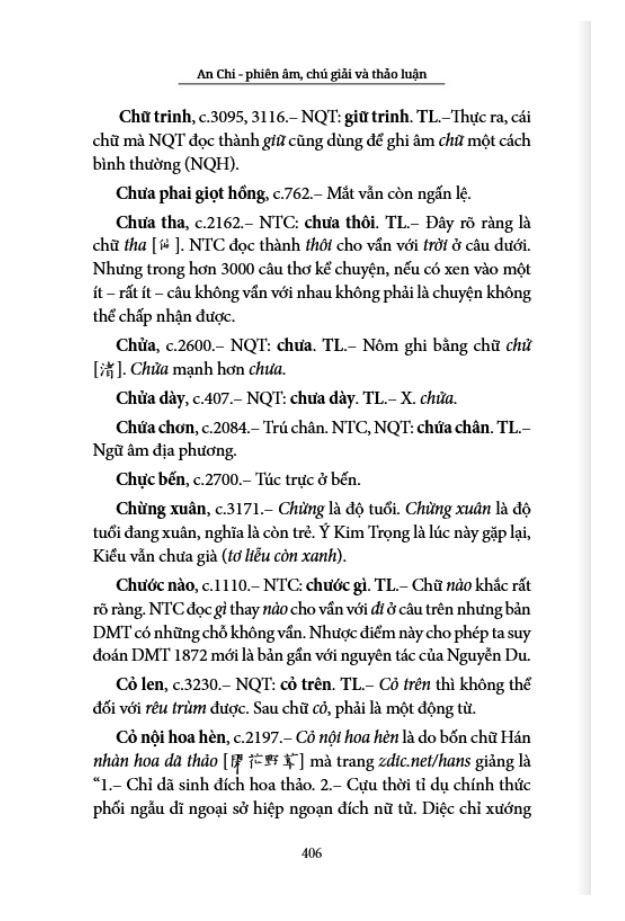 An Chi - phiên âm, chú giải và thảo luận
Chữ trinh, c.3095, 3116.– NQT: giữ trinh. TL.–Thực ra, cái
chữ mà NQT đọc thành giữ cũng dùng để ghi âm chữ một cách
bình thường (NQH).
Chưa phai giọt hồng, c.762.– Mắt vẫn còn ngấn lệ.
Chưa tha, c.2162.– NTC: chưa thôi. TL.– Đây rõ ràng là
chữ tha [ ]. NTC đọc thành thôi cho vần với trời ở câu dưới.
Nhưng trong hơn 3000 câu thơ kể chuyện, nếu có xen vào một
ít – rất ít – câu không vần với nhau không phải là chuyện không
thể chấp nhận được.
Chửa, c.2600.– NQT: chưa. TL.– Nôm ghi bằng chữ chử
[渚]. Chửa mạnh hơn chưa.
Chửa dày, c.407.– NQT: chưa dày. TL.– X. chửa.
Chứa chơn, c.2084.– Trú chân. NTC, NQT: chứa chân. TL.–
Ngữ âm địa phương.
Chực bến, c.2700.– Túc trực ở bến.
Chừng xuân, c.3171.– Chừng là độ tuổi. Chừng xuân là độ
tuổi đang xuân, nghĩa là còn trẻ. Ý Kim Trọng là lúc này gặp lại,
Kiều vẫn chưa già (tơ liễu còn xanh).
Chước nào, c.1110.– NTC: chước gì. TL.– Chữ nào khắc rất
rõ ràng. NTC đọc gì thay nào cho vần với đi ở câu trên nhưng bản
DMT có những chỗ không vần. Nhược điểm này cho phép ta suy
đoán DMT 1872 mới là bản gần với nguyên tác của Nguyễn Du.
Cỏ len, c.3230.– NQT: cỏ trên. TL.– Cỏ trên thì không thể
đối với rêu trùm được. Sau chữ cỏ, phải là một động từ.
Cỏ nội hoa hèn, c.2197.– Cỏ nội hoa hèn là do bốn chữ Hán
nhàn hoa dã thảo [閒花野草] mà trang zdic.net/hans giảng là
“1.– Chỉ dã sinh đích hoa thảo. 2.– Cựu thời tỉ dụ chính thức
phối ngẫu dĩ ngoại sở hiệp ngoạn đích nữ tử. Diệc chỉ xướng
406